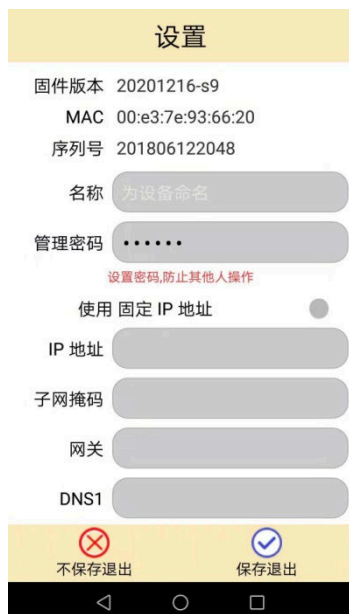 设置
固件版本 20201216-s9
MAC 00:e3:7e:93:66:20
序列号 201806122048
名称 为设备命名
管理密码 ••••••
设置密码,防止其他人操作
使用 固定 IP 地址
IP 地址
子网掩码
网关
DNS1
不保存退出 保存退出